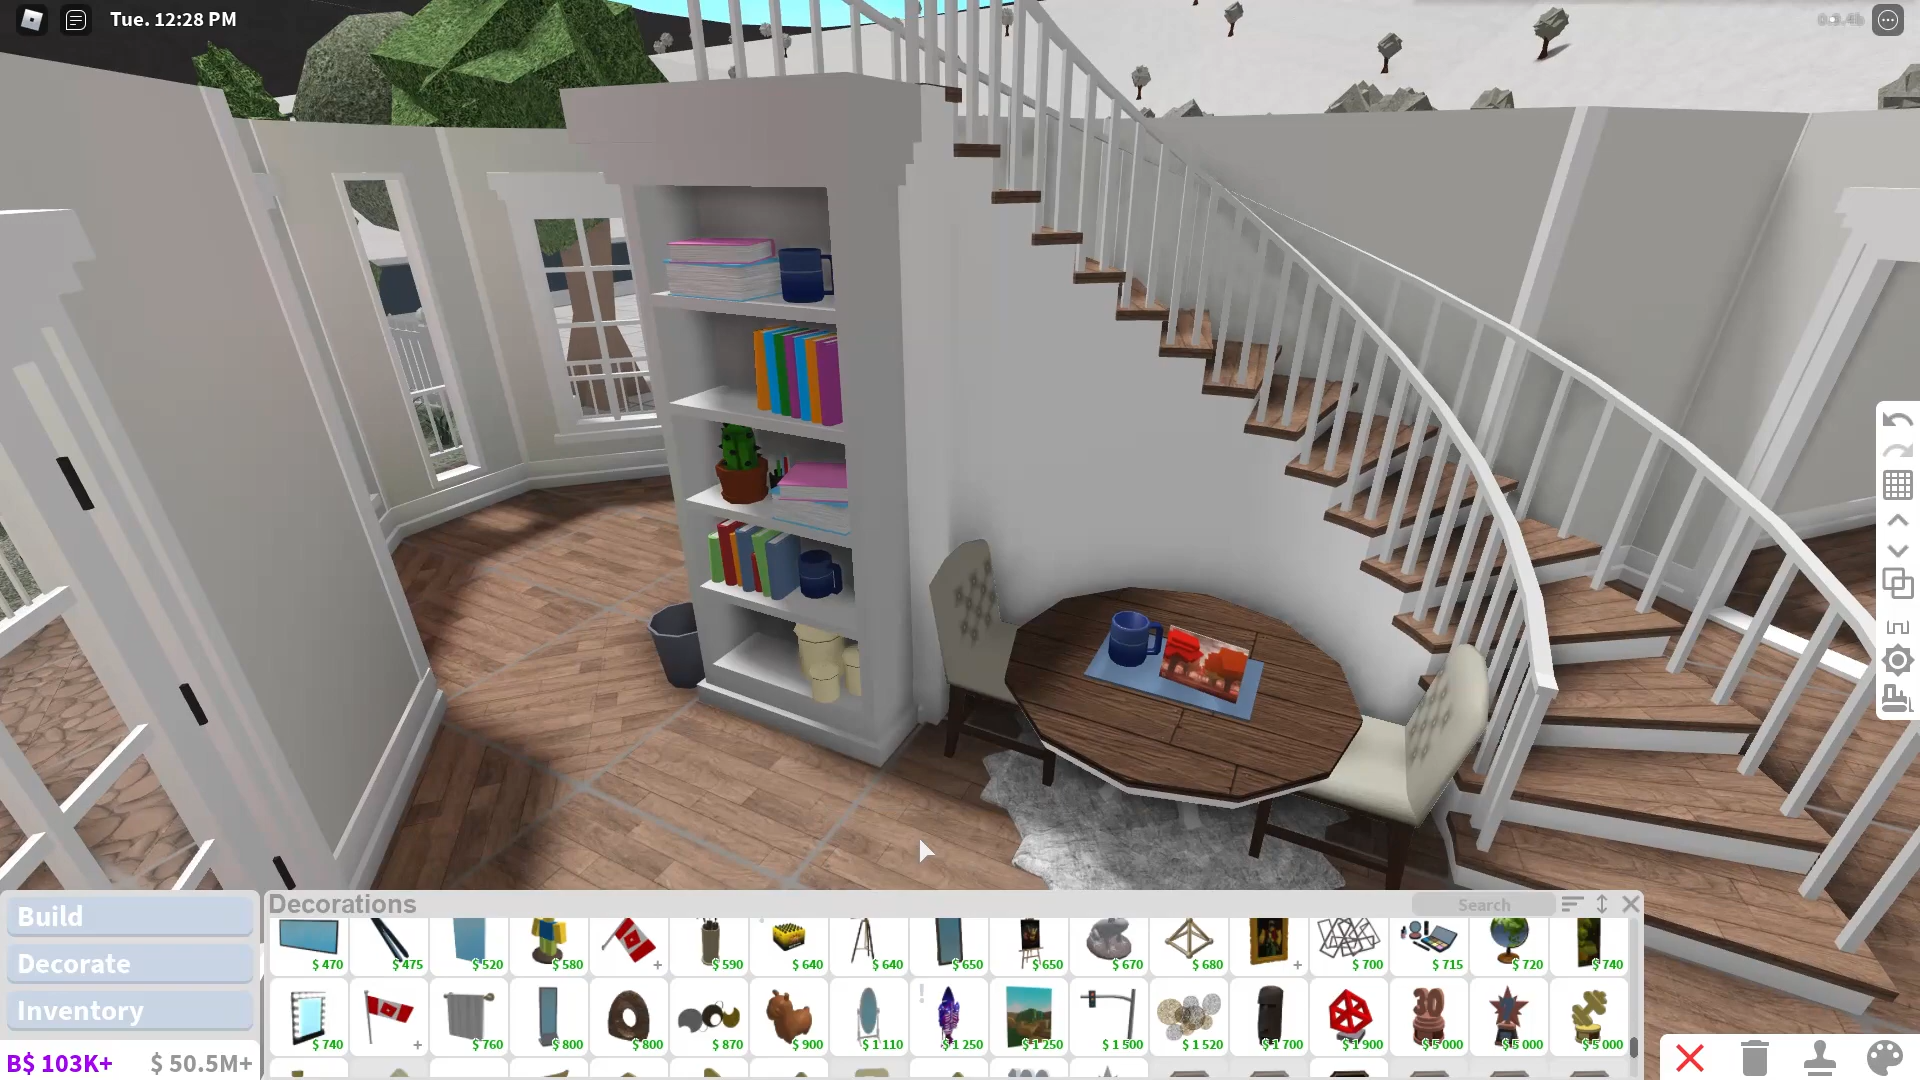 Tue. 12:28 PM
Build
Decorate
Inventory
B$ 103K+ $ 50.5M+
Decorations
Search
$ 470 $ 475 $ 520 $ 580 + $ 590 $ 640 $ 640 $ 650 $ 650 $ 670 $ 680 + $ 700 $ 715 $ 720 $ 740
$ 740 + $ 760 $ 800 $ 800 $ 870 $ 900 $ 1 110 $ 1 250 $ 1 250 $ 1 500 $ 1 520 $ 1 700 $ 1 900 $ 5 000 $ 5 000 $ 5 000
30